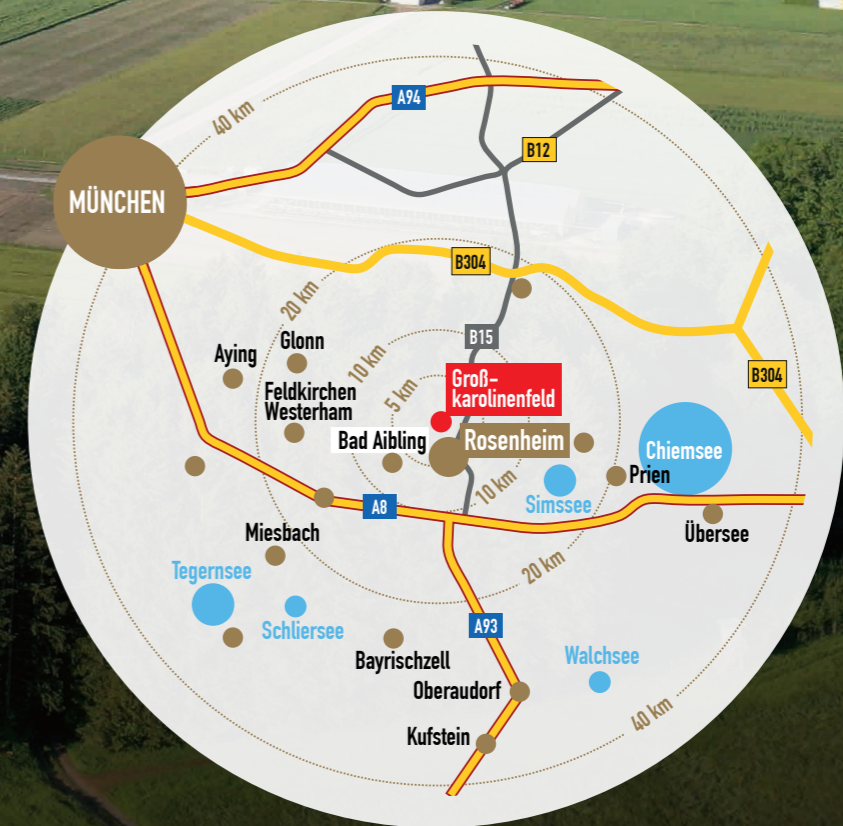 40 km
A94
B12
MÜNCHEN
B304
20 km
B15
Glonn
Aying
10 km
B304
Groß-
karolinenfeld
5 km
Feldkirchen
Westerham
Bad Aibling
Rosenheim
Chiemsee
Prien
10 km
Simssee
A8
Übersee
Miesbach
20 km
Tegernsee
Schliersee
A93
Bayrischzell
Walchsee
Oberaudorf
40 km
Kufstein